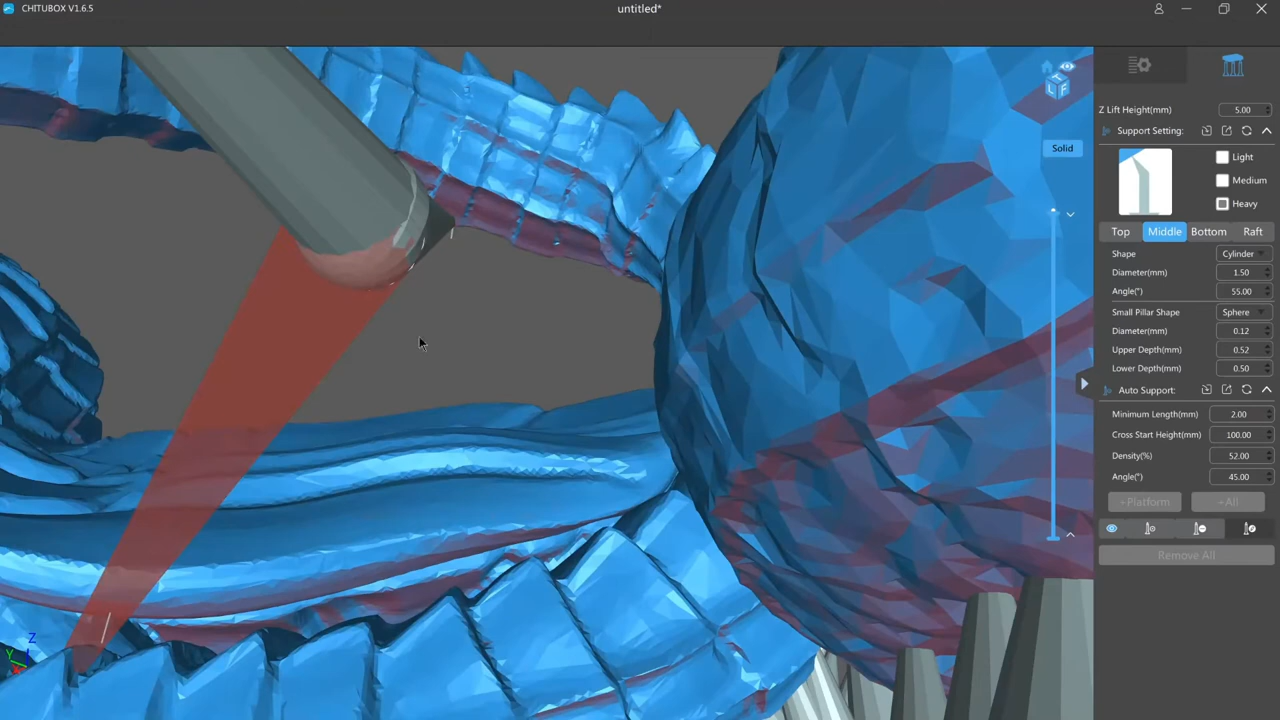 CHITUBOX V1.6.5
untitled*
Z Lift Height(mm) 5.00
Support Setting:
Light
Medium
Heavy
Top Middle Bottom Raft
Shape Cylinder
Diameter(mm) 1.50
Angle(°) 55.00
Small Pillar Shape Sphere
Diameter(mm) 0.12
Upper Depth(mm) 0.52
Lower Depth(mm) 0.50
Auto Support:
Minimum Length(mm) 2.00
Cross Start Height(mm) 100.00
Density(%) 52.00
Angle(°) 45.00
+Platform +All
Remove All
Solid
T
L F
Z
Y